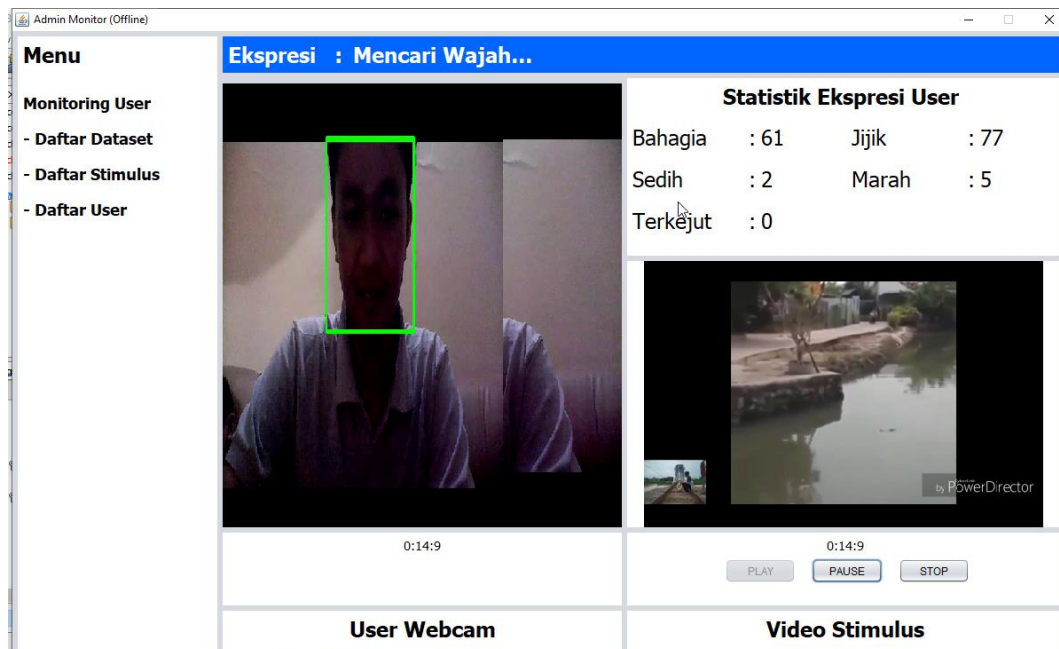 Admin Monitor (Offline)
Menu
Monitoring User
- Daftar Dataset
- Daftar Stimulus
- Daftar User
Ekspresi : Mencari Wajah...
Statistik Ekspresi User
Bahagia : 61 Jijik : 77
Sedih : 2 Marah : 5
Terkejut : 0
by PowerDirector
0:14:9
User Webcam
0:14:9
PLAY PAUSE STOP
Video Stimulus